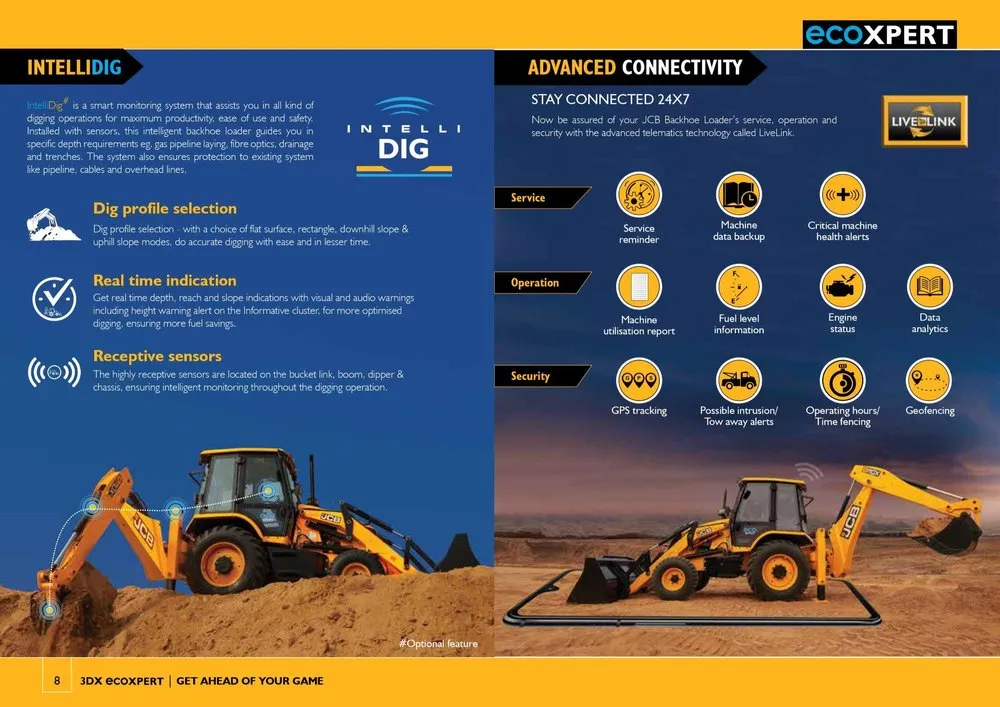 ecoXPERT
INTELLIDIG
IntelliDig# is a smart monitoring system that assists you in all kind of
digging operations for maximum productivity, ease of use and safety.
Installed with sensors, this intelligent backhoe loader guides you in
specific depth requirements eg. gas pipeline laying, fibre optics, drainage
and trenches. The system also ensures protection to existing system
like pipeline, cables and overhead lines.
INTELLI
DIG
Dig profile selection
Dig profile selection - with a choice of flat surface, rectangle, downhill slope &
uphill slope modes, do accurate digging with ease and in lesser time.
Real time indication
Get real time depth, reach and slope indications with visual and audio warnings
including height warning alert on the Informative cluster, for more optimised
digging, ensuring more fuel savings.
Receptive sensors
The highly receptive sensors are located on the bucket link, boom, dipper &
chassis, ensuring intelligent monitoring throughout the digging operation.
JCB
JCB
JCB
#Optional feature
ADVANCED CONNECTIVITY
STAY CONNECTED 24X7
Now be assured of your JCB Backhoe Loader's service, operation and
security with the advanced telematics technology called LiveLink.
LIVELINK
Service
Service
reminder
Machine
data backup
Critical machine
health alerts
Operation
F
E
Machine
utilisation report
Fuel level
information
Engine
status
Data
analytics
Security
G P S
GPS tracking
Possible intrusion/
Tow away alerts
Operating hours/
Time fencing
Geofencing
JCB
JCB
8
3DX ecoXPERT | GET AHEAD OF YOUR GAME